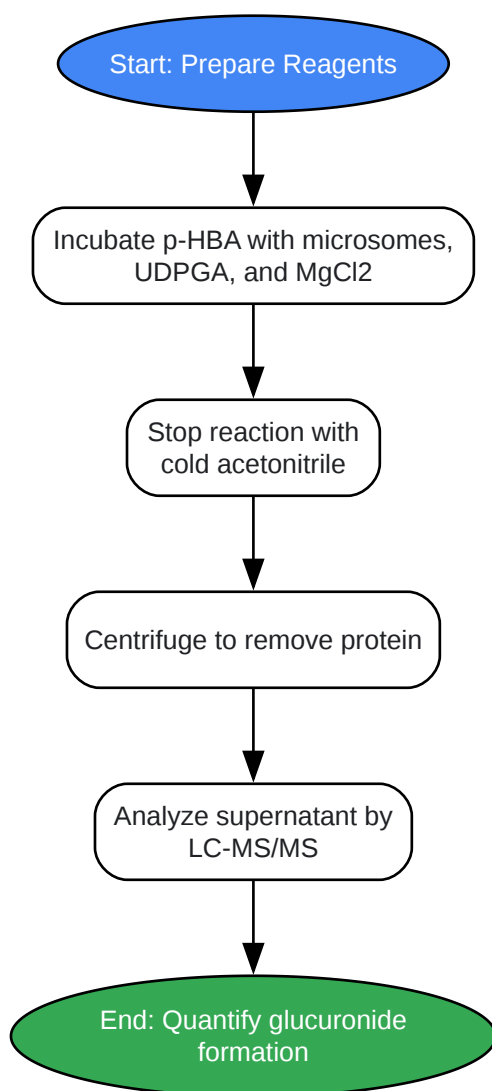 Start: Prepare Reagents
Incubate p-HBA with microsomes,
UDPGA, and MgCl2
Stop reaction with
cold acetonitrile
Centrifuge to remove protein
Analyze supernatant by
LC-MS/MS
End: Quantify glucuronide
formation